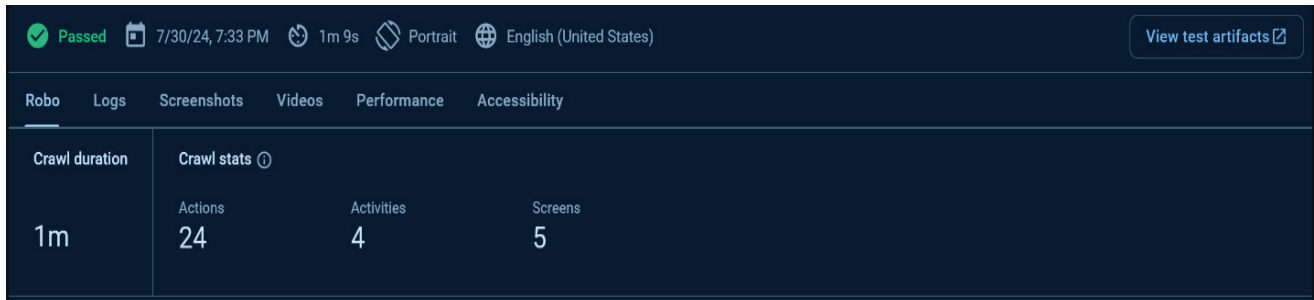 Passed 7/30/24, 7:33 PM 1m 9s Portrait English (United States) View test artifacts
Robo Logs Screenshots Videos Performance Accessibility
Crawl duration Crawl stats
Actions Activities Screens
1m 24 4 5